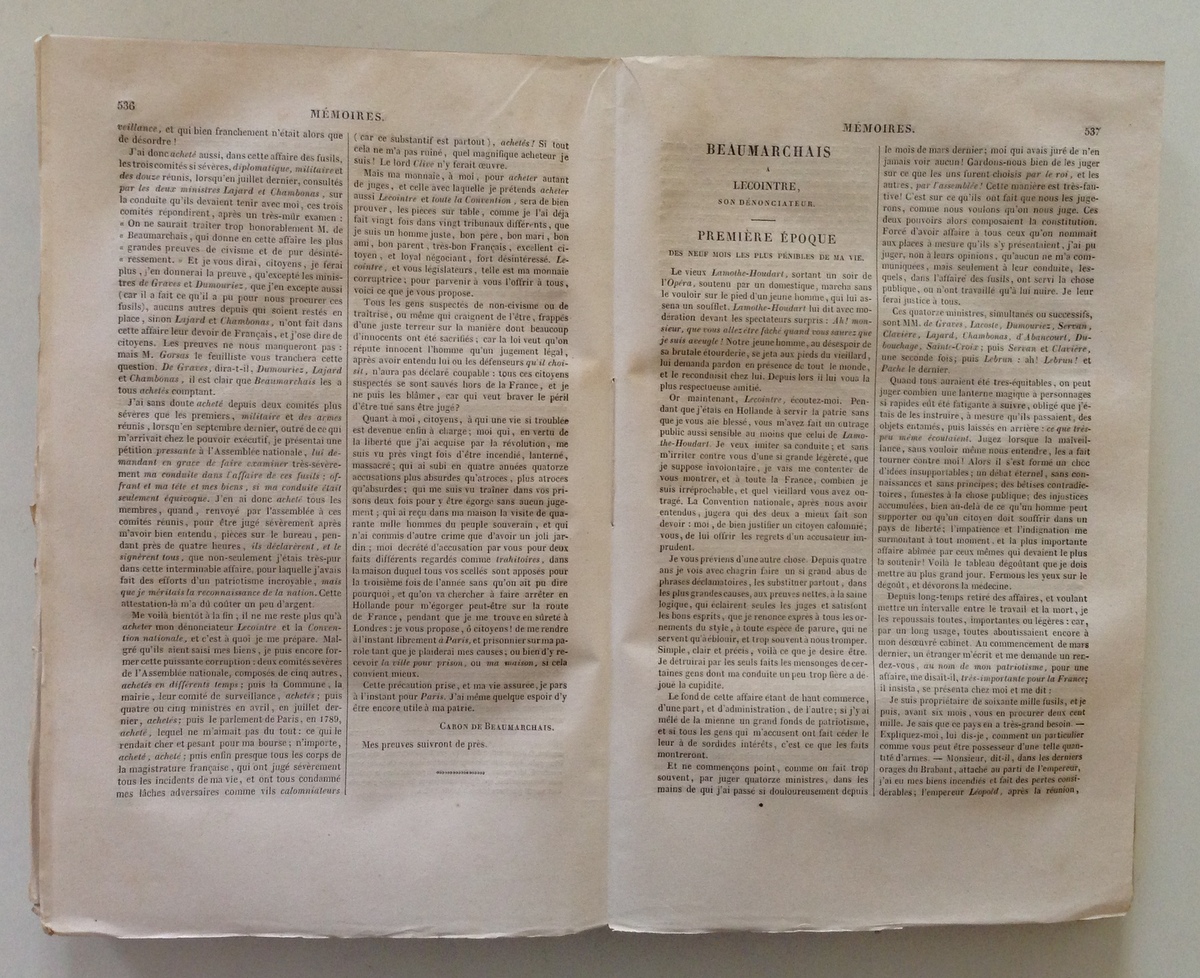 536
MÉMOIRES.
veillance, et qui bien franchement n'était alors que
de désordre !
J'ai donc acheté aussi, dans cette affaire des fusils,
les trois comités si sévères, diplomatique, militaire et
des douze réunis, lorsqu'en juillet dernier, consultés
par les deux ministres Lajard et Chambonas, sur
la conduite qu'ils devaient tenir avec moi, ces trois
comités répondirent, après un très-mûr examen :
« On ne saurait traiter trop honorablement M. de
« Beaumarchais, qui donne en cette affaire les plus
« grandes preuves de civisme et de pur désinté-
« ressement. » Et je vous dirai, citoyens, je ferai
plus, j'en donnerai la preuve, qu'excepté les minis-
tres de Graves et Dumouriez, que j'en excepte aussi
(car il a fait ce qu'il a pu pour nous procurer ces
fusils), aucuns autres depuis qui soient restés en
place, sinon Lajard et Chambonas, n'ont fait dans
cette affaire leur devoir de Français, et j'ose dire de
citoyens. Les preuves ne nous manqueront pas :
mais M. Gorsas le feuilliste vous tranchera cette
question. De Graves, dira-t-il, Dumouriez, Lajard
et Chambonas, il est clair que Beaumarchais les a
tous achetés comptant.
J'ai sans doute acheté depuis deux comités plus
sévères que les premiers, militaire et des armes
réunis, lorsqu'en septembre dernier, outré de ce qui
m'arrivait chez le pouvoir exécutif, je présentai une
pétition pressante à l'Assemblée nationale, lui de-
mandant en grace de faire examiner très-sévère-
ment ma conduite dans l'affaire de ces fusils ; of-
frant et ma tête et mes biens, si ma conduite était
seulement équivoque. J'en ai donc acheté tous les
membres, quand, renvoyé par l'assemblée à ces
comités réunis, pour être jugé sévèrement après
m'avoir bien entendu, pièces sur le bureau, pen-
dant près de quatre heures, ils déclarèrent, et le
signèrent tous, que non-seulement j'étais très-pur
dans cette interminable affaire, pour laquelle j'avais
fait des efforts d'un patriotisme incroyable, mais
que je méritais la reconnaissance de la nation. Cette
attestation-là m'a dû coûter un peu d'argent.
Me voilà bientôt à la fin ; il ne me reste plus qu'à
acheter mon dénonciateur Lecointre et la Conven-
tion nationale, et c'est à quoi je me prépare. Mal-
gré qu'ils aient saisi mes biens, je puis encore for-
mer cette puissante corruption : deux comités sévères
de l'Assemblée nationale, composés de cinq autres,
achetés en différents temps ; puis la Commune, la
mairie, leur comité de surveillance, achetés ; puis
quatre ou cinq ministres en avril, en juillet der-
nier, achetés ; puis le parlement de Paris, en 1789,
acheté, lequel ne m'aimait pas du tout : ce qui le
rendait cher et pesant pour ma bourse ; n'importe,
acheté, acheté ; puis enfin presque tous les corps de
la magistrature française, qui ont jugé sévèrement
tous les incidents de ma vie, et ont tous condamné
mes lâches adversaires comme vils calomniateurs
(car ce substantif est partout), achetés ! Si tout
cela ne m'a pas ruiné, quel magnifique acheteur je
suis ! Le lord Clive n'y ferait œuvre.
Mais ma monnaie, à moi, pour acheter autant
de juges, et celle avec laquelle je prétends acheter
aussi Lecointre et toute la Convention, sera de bien
prouver, les pièces sur table, comme je l'ai déjà
fait vingt fois dans vingt tribunaux différents, que
je suis un homme juste, bon père, bon mari, bon
ami, bon parent, très-bon Français, excellent ci-
toyen, et loyal négociant, fort désintéressé. Le-
cointre, et vous législateurs, telle est ma monnaie
corruptrice ; pour parvenir à vous l'offrir à tous,
voici ce que je vous propose.
Tous les gens suspectés de non-civisme ou de
traîtrise, ou même qui craignent de l'être, frappés
d'une juste terreur sur la manière dont beaucoup
d'innocents ont été sacrifiés ; car la loi veut qu'on
répute innocent l'homme qu'un jugement légal,
après avoir entendu lui ou les défenseurs qu'il choi-
sit, n'aura pas déclaré coupable : tous ces citoyens
suspectés se sont sauvés hors de la France, et je
ne puis les blâmer, car qui veut braver le péril
d'être tué sans être jugé?
Quant à moi, citoyens, à qui une vie si troublée
est devenue enfin à charge ; moi qui, en vertu de
la liberté que j'ai acquise par la révolution, me
suis vu près vingt fois d'être incendié, lanterné,
massacré ; qui ai subi en quatre années quatorze
accusations plus absurdes qu'atroces, plus atroces
qu'absurdes ; qui me suis vu traîner dans vos pri-
sons deux fois pour y être égorgé sans aucun juge-
ment ; qui ai reçu dans ma maison la visite de qua-
rante mille hommes du peuple souverain, et qui
n'ai commis d'autre crime que d'avoir un joli jar-
din ; moi decrété d'accusation par vous pour deux
faits différents regardés comme trahitoires, dans
la maison duquel tous vos scellés sont apposés pour
la troisième fois de l'année sans qu'on ait pu dire
pourquoi, et qu'on va chercher à faire arrêter en
Hollande pour m'égorger peut-être sur la route
de France, pendant que je me trouve en sûreté à
Londres : je vous propose, ô citoyens ! de me rendre
à l'instant librement à Paris, et prisonnier sur ma pa-
role tant que je plaiderai mes causes ; ou bien d'y re-
cevoir la ville pour prison, ou ma maison, si cela
convient mieux.
Cette précaution prise, et ma vie assurée, je pars
à l'instant pour Paris. J'ai même quelque espoir d'y
être encore utile à ma patrie.
CARON DE BEAUMARCHAIS.
Mes preuves suivront de près.
MÉMOIRES.
537
BEAUMARCHAIS
A
LECOINTRE,
SON DÉNONCIATEUR.
PREMIÈRE ÉPOQUE
DES NEUF MOIS LES PLUS PÉNIBLES DE MA VIE.
Le vieux Lamothe-Houdart, sortant un soir de
l'Opéra, soutenu par un domestique, marcha sans
le vouloir sur le pied d'un jeune homme, qui lui as-
sena un soufflet. Lamothe-Houdart lui dit avec mo-
dération devant les spectateurs surpris : Ah ! mon-
sieur, que vous allez être fâché quand vous saurez que
je suis aveugle ! Notre jeune homme, au désespoir de
sa brutale étourderie, se jeta aux pieds du vieillard,
lui demanda pardon en présence de tout le monde,
et le reconduisit chez lui. Depuis lors il lui voua la
plus respectueuse amitié.
Or maintenant, Lecointre, écoutez-moi. Pen-
dant que j'étais en Hollande à servir la patrie sans
que je vous aie blessé, vous m'avez fait un outrage
public aussi sensible au moins que celui de Lamo-
the-Houdart. Je veux imiter sa conduite ; et sans
m'irriter contre vous d'une si grande légèreté, que
je suppose involontaire, je vais me contenter de
vous montrer, et à toute la France, combien je
suis irréprochable, et quel vieillard vous avez ou-
tragé. La Convention nationale, après nous avoir
entendus, jugera qui des deux a mieux fait son
devoir : moi, de bien justifier un citoyen calomnié ;
vous, de lui offrir les regrets d'un accusateur im-
prudent.
Je vous préviens d'une autre chose. Depuis quatre
ans je vois avec chagrin faire un si grand abus de
phrases déclamatoires, les substituer partout, dans
les plus grandes causes, aux preuves nettes, à la saine
logique, qui éclairent seules les juges et satisfont
les bons esprits, que je renonce exprès à tous les or-
nements du style, à toute espèce de parure, qui ne
servent qu'à éblouir, et trop souvent à nous tromper.
Simple, clair et précis, voilà ce que je desire être.
Je détruirai par les seuls faits les mensonges de cer-
taines gens dont ma conduite un peu trop fière a dé-
joué la cupidité.
Le fond de cette affaire étant de haut commerce,
d'une part, et d'administration, de l'autre ; si j'y ai
mêlé de la mienne un grand fonds de patriotisme,
et si tous les gens qui m'accusent ont fait céder le
leur à de sordides intérêts, c'est ce que les faits
montreront.
Et ne commençons point, comme on fait trop
souvent, par juger quatorze ministres, dans les
mains de qui j'ai passé si douloureusement depuis
le mois de mars dernier ; moi qui avais juré de n'en
jamais voir aucun ! Gardons-nous bien de les juger
sur ce que les uns furent choisis par le roi, et les
autres, par l'assemblée ! Cette manière est très-fau-
tive ! C'est sur ce qu'ils ont fait que nous les juge-
rons, comme nous voulons qu'on nous juge. Ces
deux pouvoirs alors composaient la constitution.
Forcé d'avoir affaire à tous ceux qu'on nommait
aux places à mesure qu'ils s'y présentaient, j'ai pu
juger, non à leurs opinions, qu'aucun ne m'a com-
muniquées, mais seulement à leur conduite, les-
quels, dans l'affaire des fusils, ont servi la chose
publique, ou n'ont travaillé qu'à lui nuire. Je leur
ferai justice à tous.
Ces quatorze ministres, simultanés ou successifs,
sont MM. de Graves, Lacoste, Dumouriez, Servan,
Clavière, Lajard, Chambonas, d'Abancourt, Du-
bouchage, Sainte-Croix ; puis Servan et Clavière,
une seconde fois ; puis Lebrun : ah ! Lebrun ! et
Pache le dernier.
Quand tous auraient été très-équitables, on peut
juger combien une lanterne magique à personnages
si rapides eût été fatigante à suivre, obligé que j'é-
tais de les instruire, à mesure qu'ils passaient, des
objets entamés, puis laissés en arrière : ce que très-
peu même écoutaient. Jugez lorsque la malveil-
lance, sans vouloir même nous entendre, les a fait
tourner contre moi ! Alors il s'est formé un choc
d'idées insupportables ; un débat éternel, sans con-
naissances et sans principes ; des bêtises contradic-
toires, funestes à la chose publique ; des injustices
accumulées, bien au-delà de ce qu'un homme peut
supporter ou qu'un citoyen doit souffrir dans un
pays de liberté ; l'impatience et l'indignation me
surmontant à tout moment, et la plus importante
affaire abîmée par ceux mêmes qui devaient le plus
la soutenir ! Voilà le tableau dégoûtant que je dois
mettre au plus grand jour. Fermons les yeux sur le
dégoût, et dévorons la médecine.
Depuis long-temps retiré des affaires, et voulant
mettre un intervalle entre le travail et la mort, je
les repoussais toutes, importantes ou légères : car,
par un long usage, toutes aboutissaient encore à
mon désœuvré cabinet. Au commencement de mars
dernier, un étranger m'écrit et me demande un ren-
dez-vous, au nom de mon patriotisme, pour une
affaire, me disait-il, très-importante pour la France ;
il insista, se présenta chez moi et me dit :
Je suis propriétaire de soixante mille fusils, et je
puis, avant six mois, vous en procurer deux cent
mille. Je sais que ce pays en a très-grand besoin. —
Expliquez-moi, lui dis-je, comment un particulier
comme vous peut être possesseur d'une telle quan-
tité d'armes. — Monsieur, dit-il, dans les derniers
orages du Brabant, attaché au parti de l'empereur,
j'ai eu mes biens incendiés et fait des pertes consi-
dérables ; l'empereur Léopold, après la réunion,